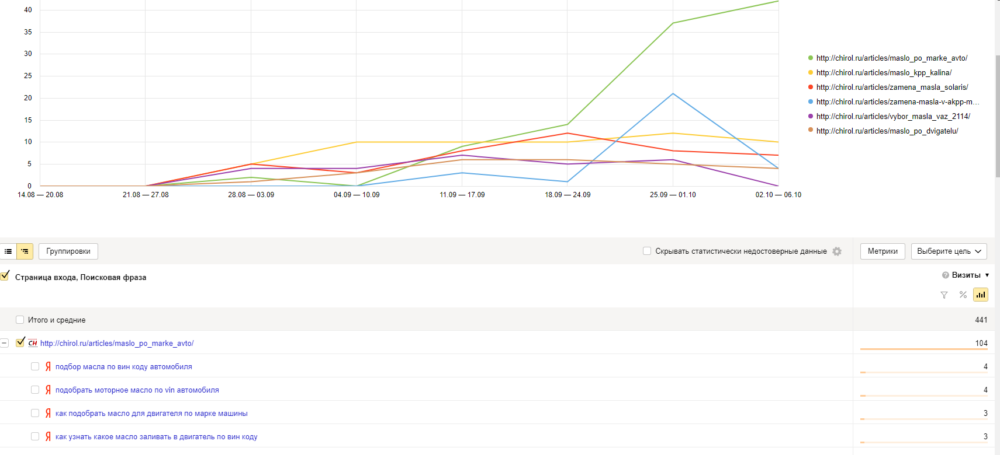 40
35
30
25
20
15
10
5
0
14.08 — 20.08 21.08 — 27.08 28.08 — 03.09 04.09 — 10.09 11.09 — 17.09 18.09 — 24.09 25.09 — 01.10 02.10 — 06.10
http://chirol.ru/articles/maslo_po_marke_avto/
http://chirol.ru/articles/maslo_kpp_kalina/
http://chirol.ru/articles/zamena_masla_solaris/
http://chirol.ru/articles/zamena-masla-v-akpp-m...
http://chirol.ru/articles/vybor_masla_vaz_2114/
http://chirol.ru/articles/maslo_po_dvigatelu/
Группировки Скрывать статистически недостоверные данные Метрики Выберите цель
Страница входа, Поисковая фраза ? Визиты
%
Итого и средние 441
CH http://chirol.ru/articles/maslo_po_marke_avto/ 104
Я подбор масла по вин коду автомобиля 4
Я подобрать моторное масло по vin автомобиля 4
Я как подобрать масло для двигателя по марке машины 3
Я как узнать какое масло заливать в двигатель по вин коду 3